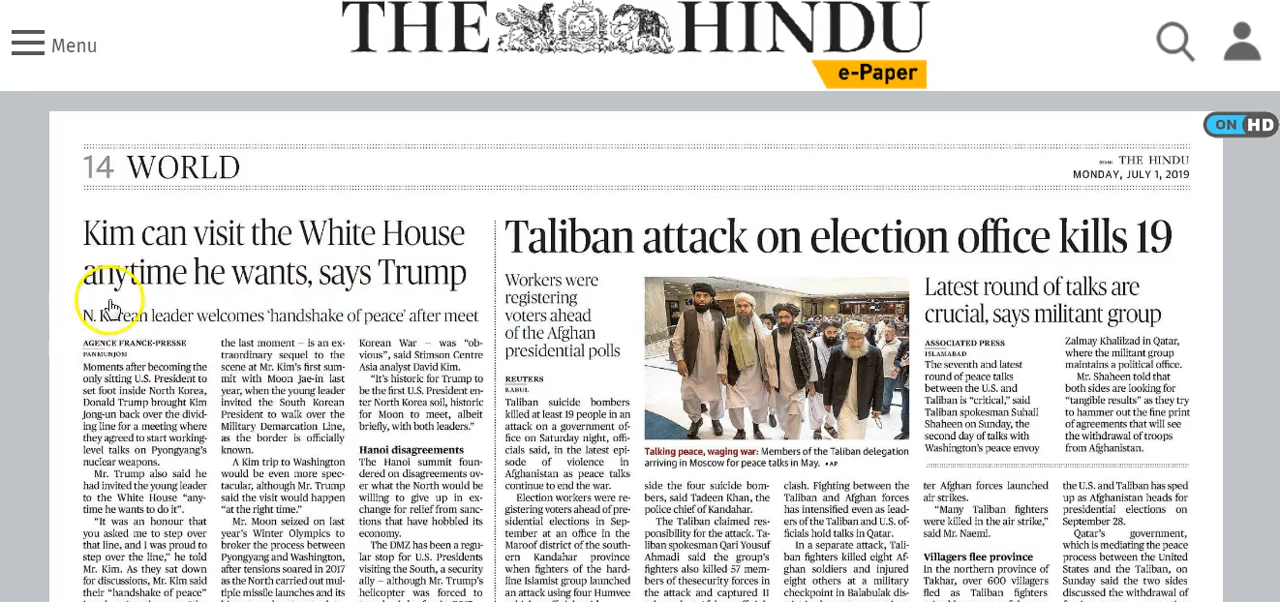 Menu
THE HINDU
e-Paper
ON HD
14 WORLD
THE HINDU
MONDAY, JULY 1, 2019
Kim can visit the White House
anytime he wants, says Trump
N. Korean leader welcomes ‘handshake of peace’ after meet
AGENCE FRANCE-PRESSE
PANMUNJOM
Moments after becoming the
only sitting U.S. President to
set foot inside North Korea,
Donald Trump brought Kim
Jong-un back over the divid-
ing line for a meeting where
they agreed to start working-
level talks on Pyongyang’s
nuclear weapons.
Mr. Trump also said he
had invited the young leader
to the White House “any-
time he wants to do it”.
“It was an honour that
you asked me to step over
that line, and I was proud to
step over the line,” he told
Mr. Kim. As they sat down
for discussions, Mr. Kim said
their “handshake of peace”
the last moment – is an ex-
traordinary sequel to the
scene at Mr. Kim’s first sum-
mit with Moon Jae-in last
year, when the young leader
invited the South Korean
President to walk over the
Military Demarcation Line,
as the border is officially
known.
A Kim trip to Washington
would be even more spec-
tacular, although Mr. Trump
said the visit would happen
“at the right time.”
Mr. Moon seized on last
year’s Winter Olympics to
broker the process between
Pyongyang and Washington,
after tensions soared in 2017
as the North carried out mul-
tiple missile launches and its
Korean War – was “ob-
vious”, said Stimson Centre
Asia analyst David Kim.
“It’s historic for Trump to
be the first U.S. President en-
ter North Korea soil, historic
for Moon to meet, albeit
briefly, with both leaders.”
Hanoi disagreements
The Hanoi summit foun-
dered on disagreements ov-
er what the North would be
willing to give up in ex-
change for relief from sanc-
tions that have hobbled its
economy.
The DMZ has been a regu-
lar stop for U.S. Presidents
visiting the South, a security
ally – although Mr. Trump’s
helicopter was forced to
Taliban attack on election office kills 19
Workers were
registering
voters ahead
of the Afghan
presidential polls
REUTERS
KABUL
Taliban suicide bombers
killed at least 19 people in an
attack on a government of-
fice on Saturday night, offi-
cials said, in the latest epi-
sode of violence in
Afghanistan as peace talks
continue to end the war.
Election workers were re-
gistering voters ahead of pre-
sidential elections in Sep-
tember at an office in the
Maroof district of the south-
ern Kandahar province
when fighters of the hard-
line Islamist group launched
an attack using four Humvee
Talking peace, waging war: Members of the Taliban delegation
arriving in Moscow for peace talks in May. • AP
side the four suicide bom-
bers, said Tadeen Khan, the
police chief of Kandahar.
The Taliban claimed res-
ponsibility for the attack. Ta-
liban spokesman Qari Yousuf
Ahmadi said the group’s
fighters also killed 57 mem-
bers of thesecurity forces in
the attack and captured 11
clash. Fighting between the
Taliban and Afghan forces
has intensified even as lead-
ers of the Taliban and U.S. of-
ficials hold talks in Qatar.
In a separate attack, Tali-
ban fighters killed eight Af-
ghan soldiers and injured
eight others at a military
checkpoint in Balabuluk dis-
Latest round of talks are
crucial, says militant group
ASSOCIATED PRESS
ISLAMABAD
The seventh and latest
round of peace talks
between the U.S. and
Taliban is “critical,” said
Taliban spokesman Suhail
Shaheen on Sunday, the
second day of talks with
Washington’s peace envoy
Zalmay Khalilzad in Qatar,
where the militant group
maintains a political office.
Mr. Shaheen told that
both sides are looking for
“tangible results” as they try
to hammer out the fine print
of agreements that will see
the withdrawal of troops
from Afghanistan.
ter Afghan forces launched
air strikes.
“Many Taliban fighters
were killed in the air strike,”
said Mr. Naemi.
Villagers flee province
In the northern province of
Takhar, over 600 villagers
fled as Taliban fighters
the U.S. and Taliban has sped
up as Afghanistan heads for
presidential elections on
September 28.
Qatar’s government,
which is mediating the peace
process between the United
States and the Taliban, on
Sunday said the two sides
discussed the withdrawal of